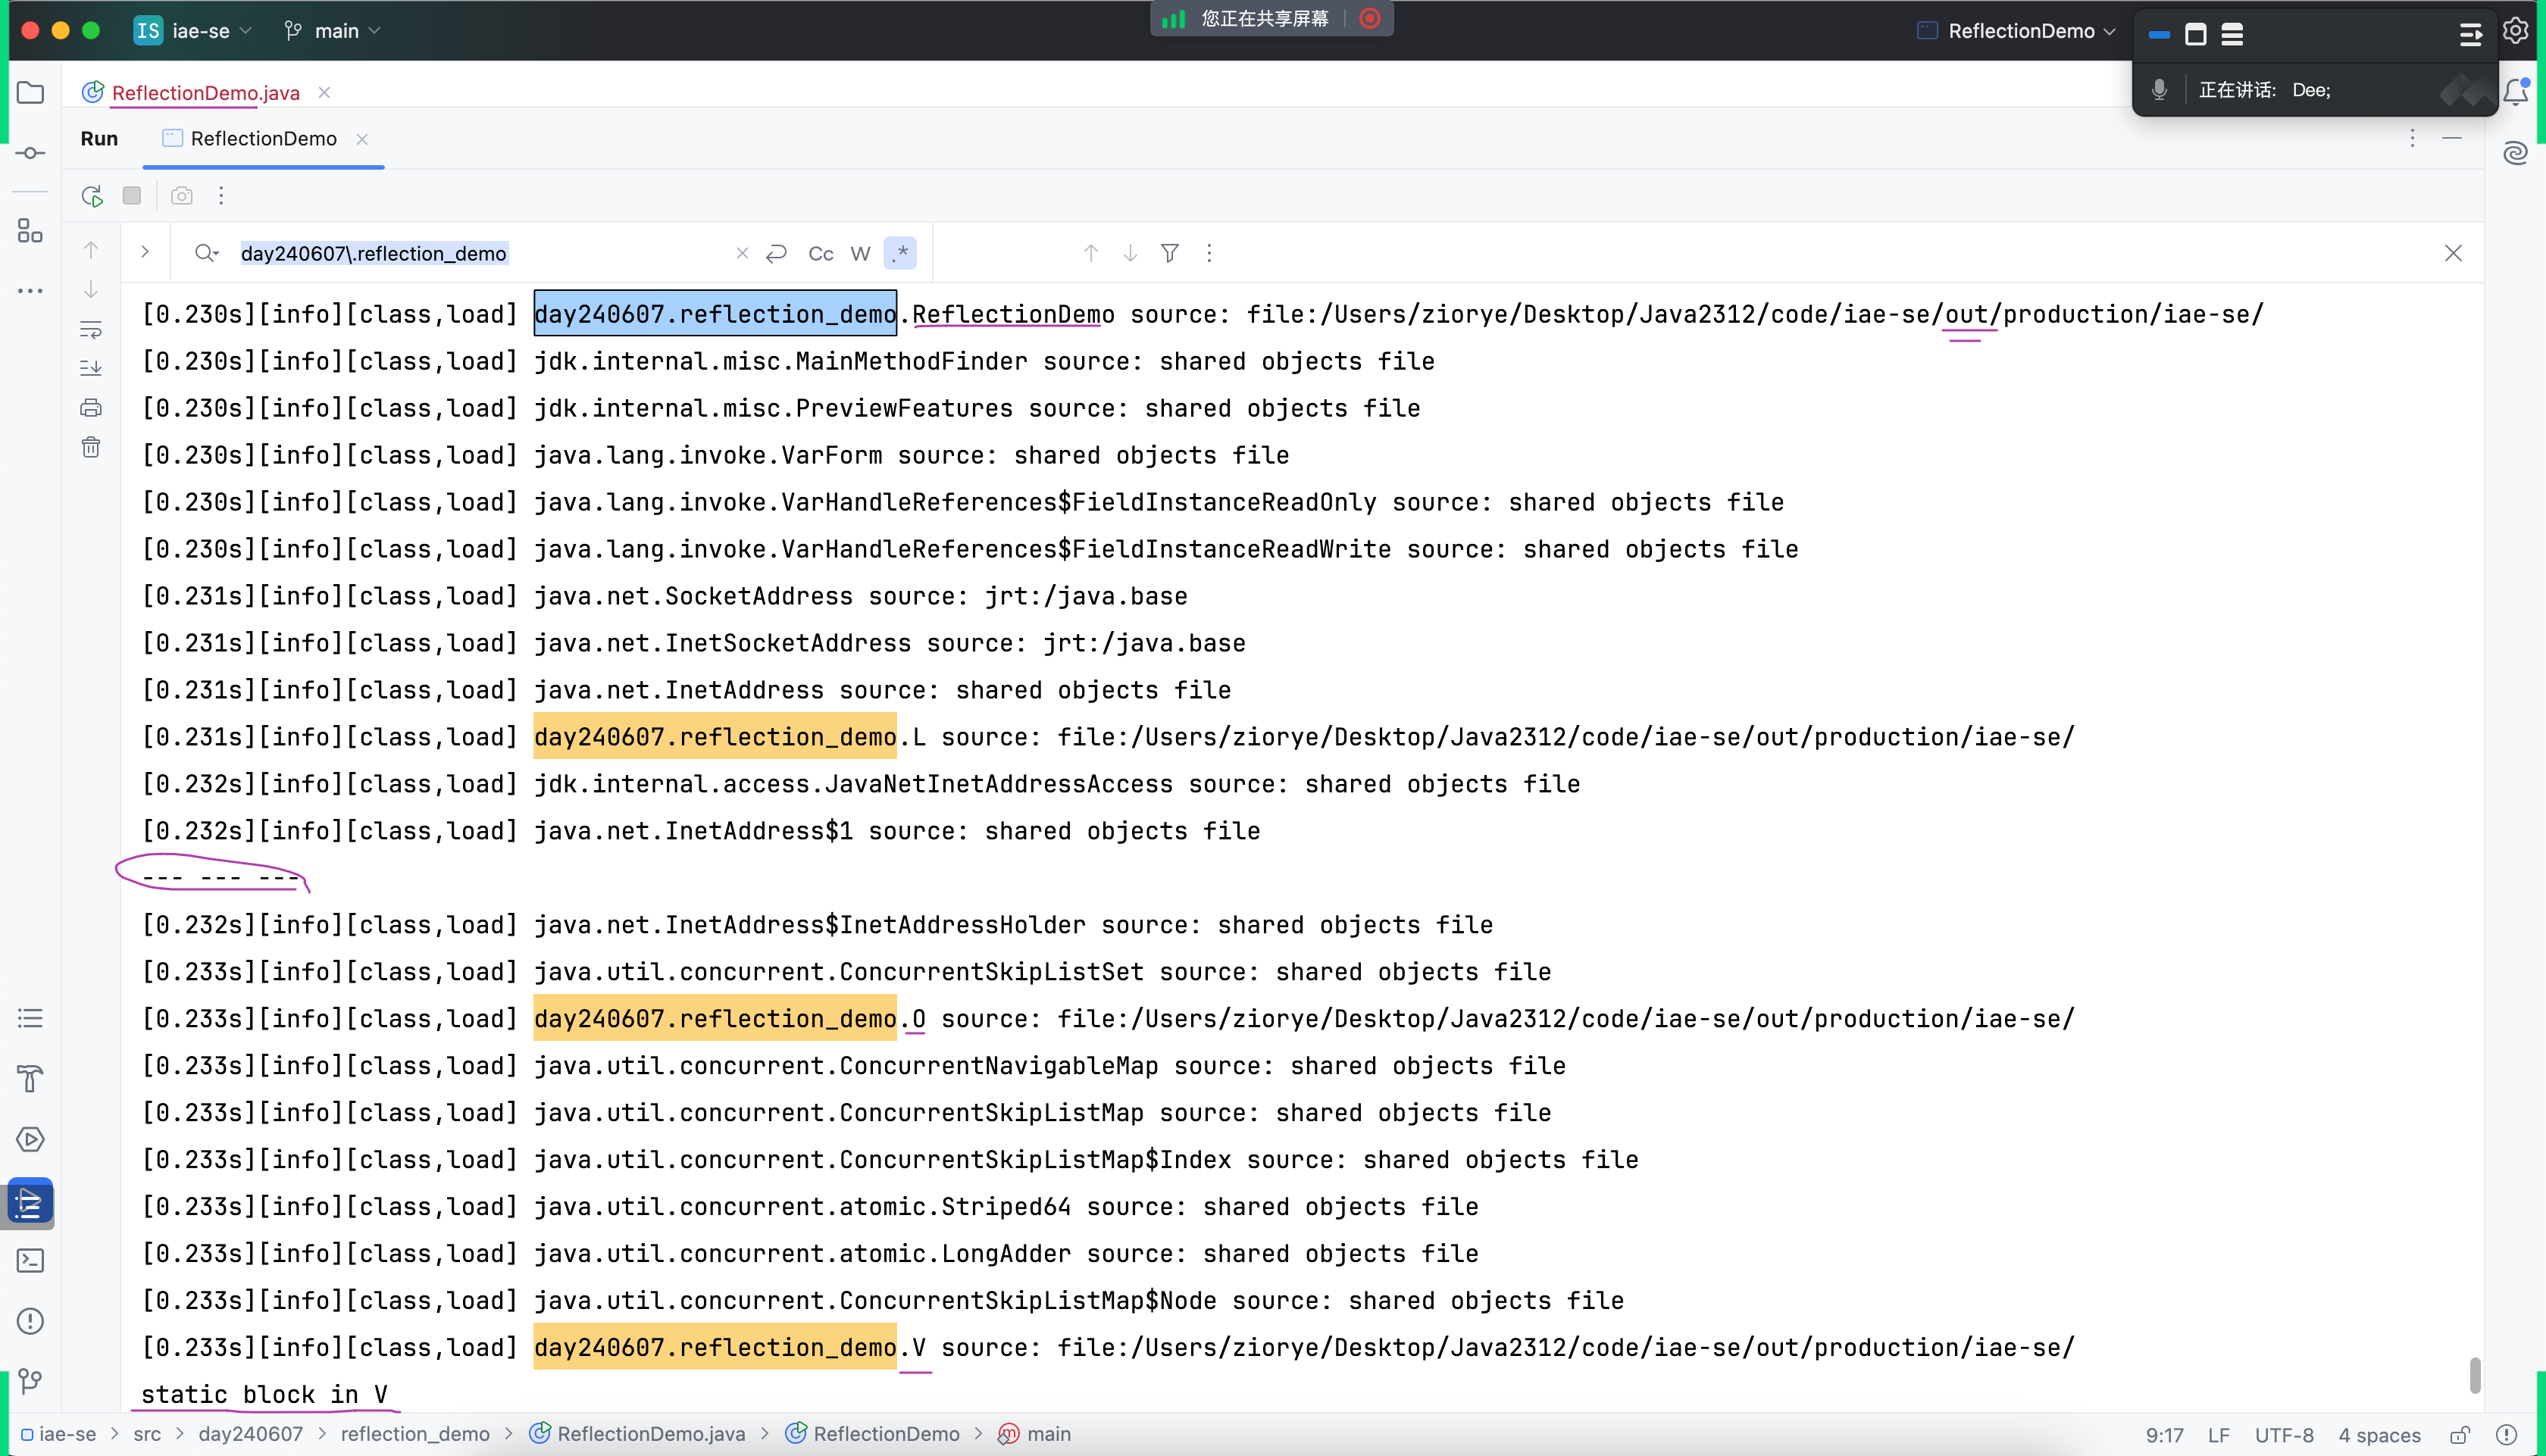 IS iae-se main
您正在共享屏幕
ReflectionDemo
正在讲话: Dee;
ReflectionDemo.java
Run ReflectionDemo
day240607\.reflection_demo
Cc W .*
[0.230s][info][class,load] day240607.reflection_demo.ReflectionDemo source: file:/Users/ziorye/Desktop/Java2312/code/iae-se/out/production/iae-se/
[0.230s][info][class,load] jdk.internal.misc.MainMethodFinder source: shared objects file
[0.230s][info][class,load] jdk.internal.misc.PreviewFeatures source: shared objects file
[0.230s][info][class,load] java.lang.invoke.VarForm source: shared objects file
[0.230s][info][class,load] java.lang.invoke.VarHandleReferences$FieldInstanceReadOnly source: shared objects file
[0.230s][info][class,load] java.lang.invoke.VarHandleReferences$FieldInstanceReadWrite source: shared objects file
[0.231s][info][class,load] java.net.SocketAddress source: jrt:/java.base
[0.231s][info][class,load] java.net.InetSocketAddress source: jrt:/java.base
[0.231s][info][class,load] java.net.InetAddress source: shared objects file
[0.231s][info][class,load] day240607.reflection_demo.L source: file:/Users/ziorye/Desktop/Java2312/code/iae-se/out/production/iae-se/
[0.232s][info][class,load] jdk.internal.access.JavaNetInetAddressAccess source: shared objects file
[0.232s][info][class,load] java.net.InetAddress$1 source: shared objects file
--- --- ---
[0.232s][info][class,load] java.net.InetAddress$InetAddressHolder source: shared objects file
[0.233s][info][class,load] java.util.concurrent.ConcurrentSkipListSet source: shared objects file
[0.233s][info][class,load] day240607.reflection_demo.O source: file:/Users/ziorye/Desktop/Java2312/code/iae-se/out/production/iae-se/
[0.233s][info][class,load] java.util.concurrent.ConcurrentNavigableMap source: shared objects file
[0.233s][info][class,load] java.util.concurrent.ConcurrentSkipListMap source: shared objects file
[0.233s][info][class,load] java.util.concurrent.ConcurrentSkipListMap$Index source: shared objects file
[0.233s][info][class,load] java.util.concurrent.atomic.Striped64 source: shared objects file
[0.233s][info][class,load] java.util.concurrent.atomic.LongAdder source: shared objects file
[0.233s][info][class,load] java.util.concurrent.ConcurrentSkipListMap$Node source: shared objects file
[0.233s][info][class,load] day240607.reflection_demo.V source: file:/Users/ziorye/Desktop/Java2312/code/iae-se/out/production/iae-se/
static block in V
iae-se > src > day240607 > reflection_demo > ReflectionDemo.java > ReflectionDemo > main
9:17 LF UTF-8 4 spaces